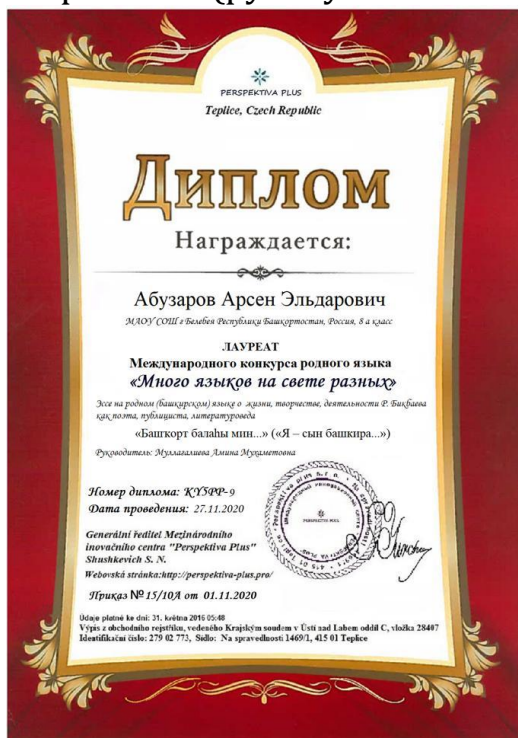 PERSPEKTIVA PLUS
Teplice, Czech Republic
Диплом
Награждается:
Абузаров Арсен Эльдарович
МАОУ СОШ г Белебея Республики Башкортостан, Россия, 8 а класс
ЛАУРЕАТ
Международного конкурса родного языка
«Много языков на свете разных»
Эссе на родном (башкирском) языке о жизни, творчестве, деятельности Р. Бикбаева
как поэта, публициста, литературоведа
«Башгкорт балаһы мин...» («Я – сын башкира...»)
Руководитель: Муллагалиева Амина Мухаметовна
Номер диплома: KY5PP-9
Дата проведения: 27.11.2020
Generální ředitel Mezinárodního
inovačního centra "Perspektiva Plus"
Shushkevich S. N.
Webovská stránka:http://perspektiva-plus.pro/
Приказ № 15/10А от 01.11.2020
PERSPEKTIVA PLUS
Údaje platné ke dni: 31. května 2016 05:48
Výpis z obchodního rejstříku, vedeného Krajským soudem v Ústí nad Labem oddíl C, vložka 28407
Identifikační číslo: 279 02 773, Sídlo: Na spravedlnosti 1469/1, 415 01 Teplice